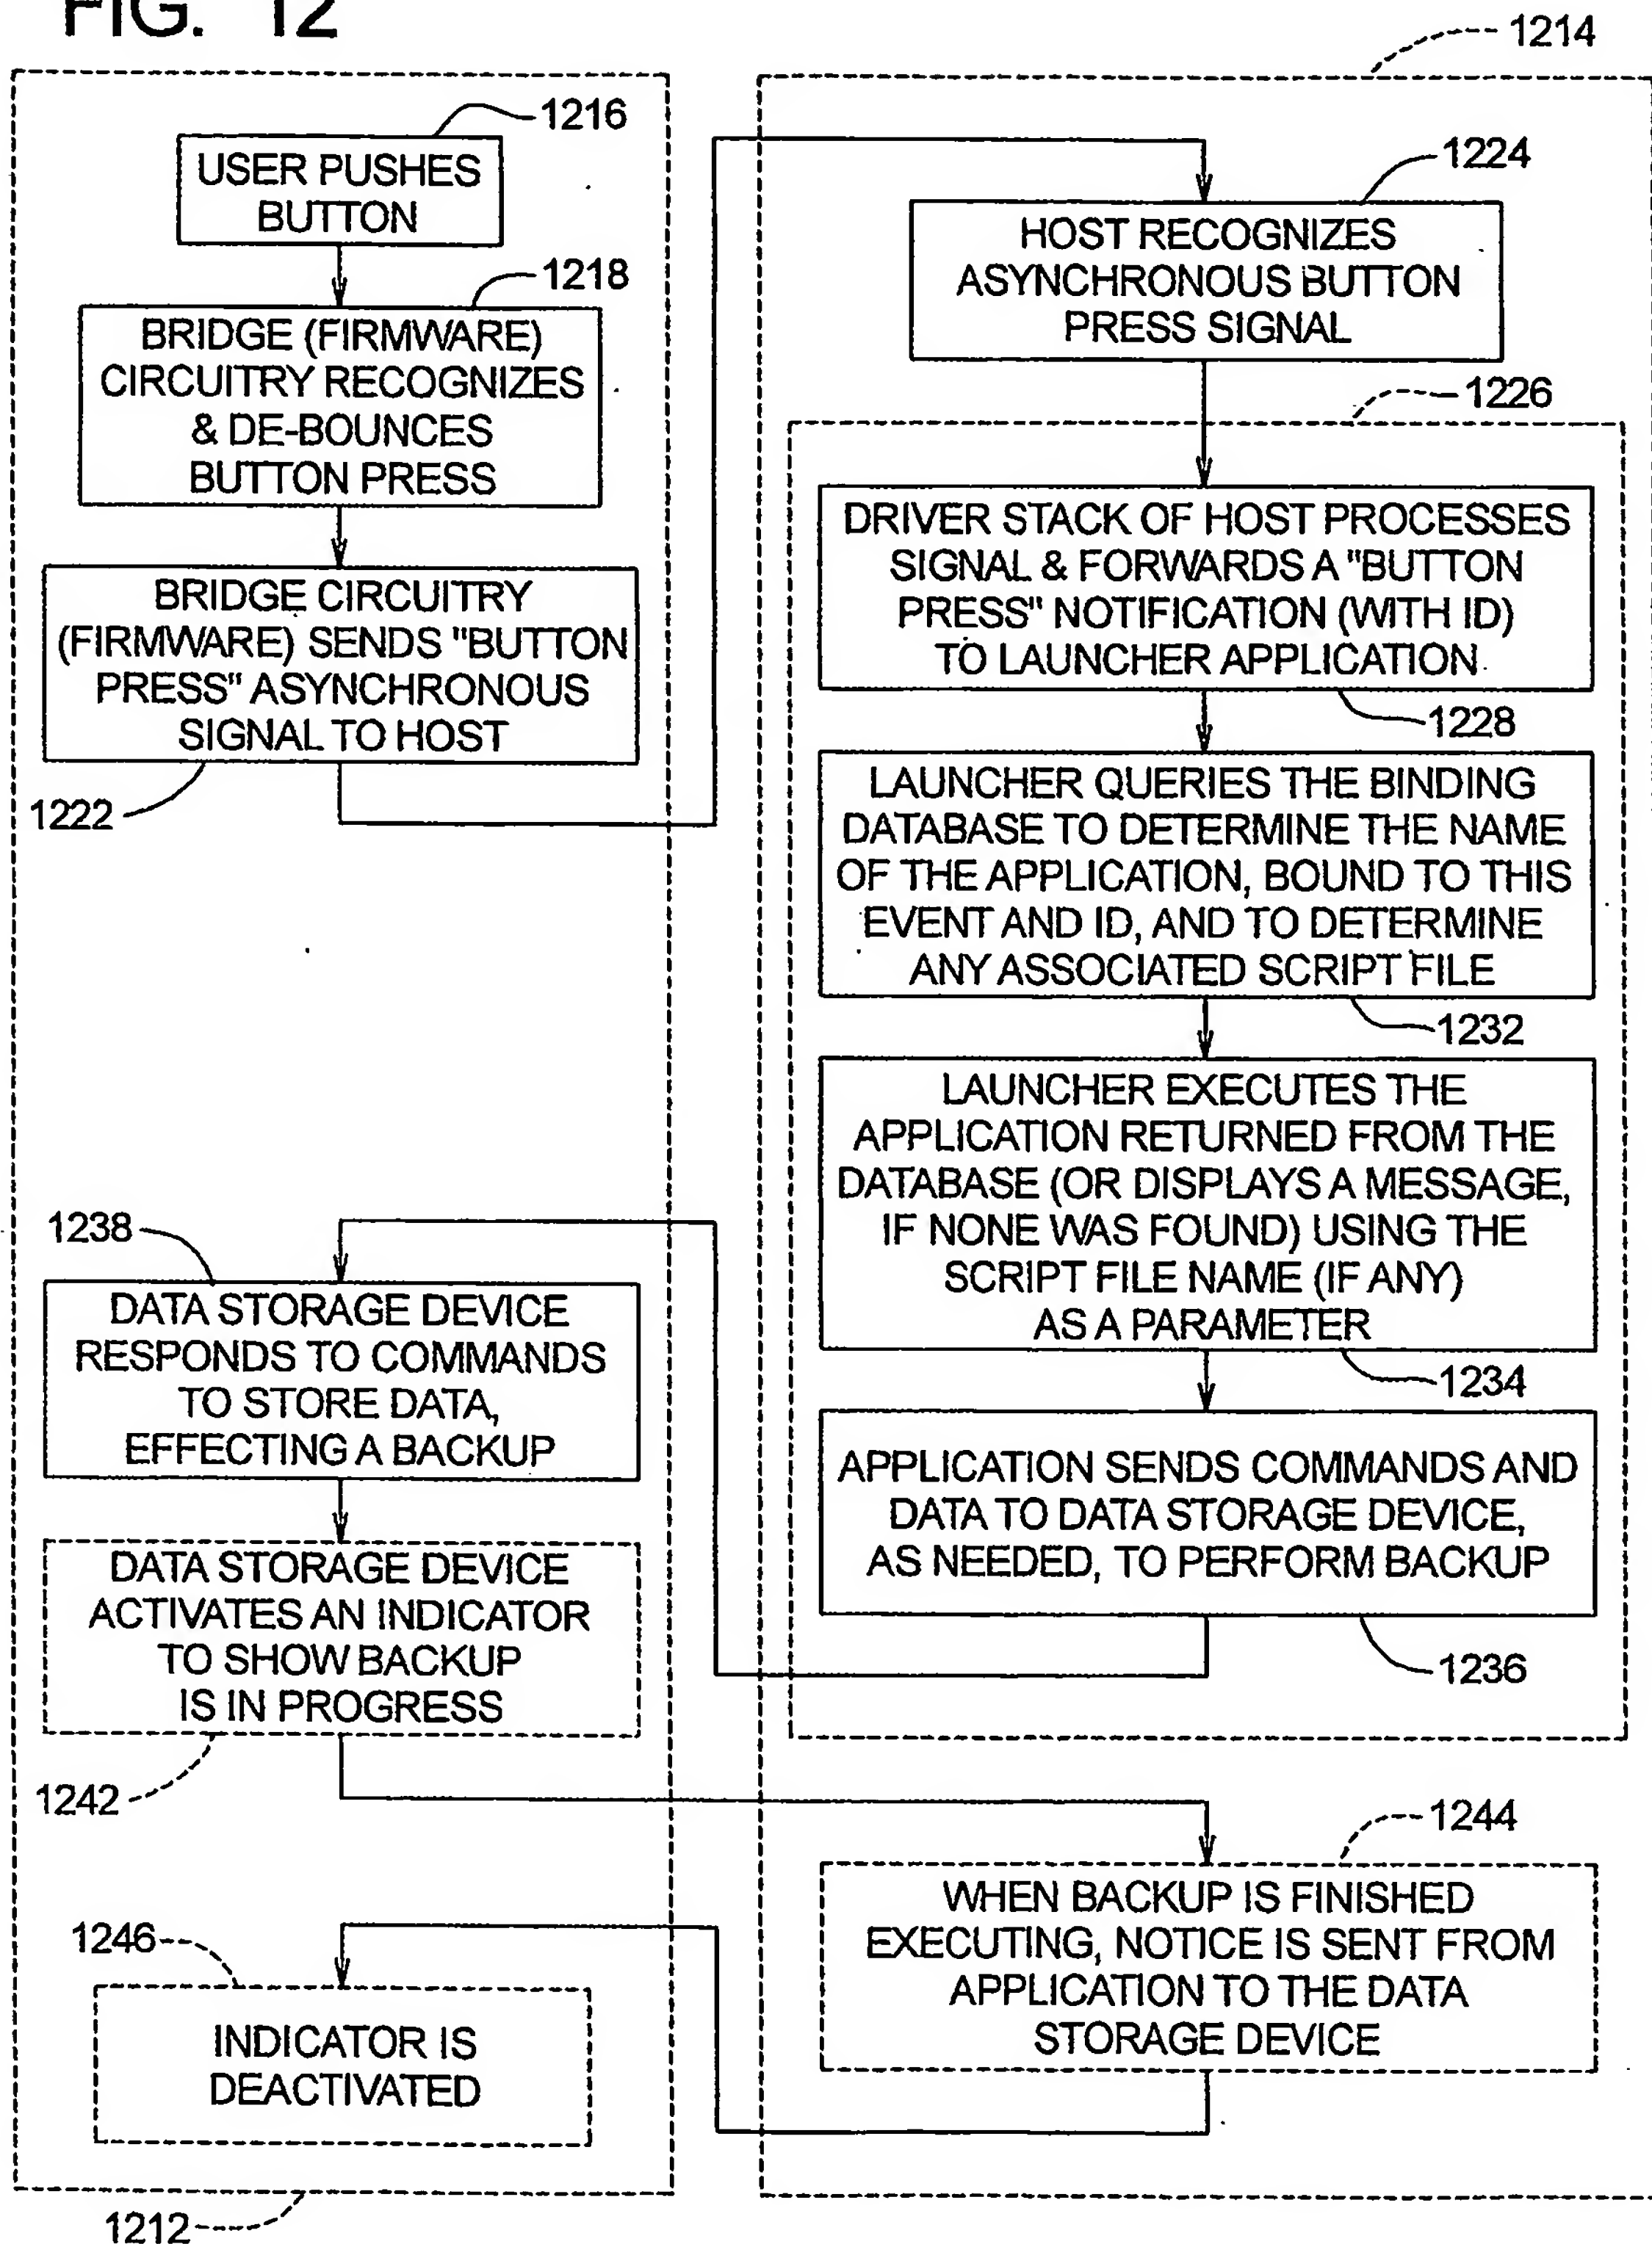 FIG. 12
1214
1216
USER PUSHES
BUTTON
1218
BRIDGE (FIRMWARE)
CIRCUITRY RECOGNIZES
& DE-BOUNCES
BUTTON PRESS
BRIDGE CIRCUITRY
(FIRMWARE) SENDS "BUTTON
PRESS" ASYNCHRONOUS
SIGNAL TO HOST
1222
1224
HOST RECOGNIZES
ASYNCHRONOUS BUTTON
PRESS SIGNAL
1226
DRIVER STACK OF HOST PROCESSES
SIGNAL & FORWARDS A "BUTTON
PRESS" NOTIFICATION (WITH ID)
TO LAUNCHER APPLICATION
1228
LAUNCHER QUERIES THE BINDING
DATABASE TO DETERMINE THE NAME
OF THE APPLICATION, BOUND TO THIS
EVENT AND ID, AND TO DETERMINE
ANY ASSOCIATED SCRIPT FILE
1232
LAUNCHER EXECUTES THE
APPLICATION RETURNED FROM THE
DATABASE (OR DISPLAYS A MESSAGE,
IF NONE WAS FOUND) USING THE
SCRIPT FILE NAME (IF ANY)
AS A PARAMETER
1234
APPLICATION SENDS COMMANDS AND
DATA TO DATA STORAGE DEVICE,
AS NEEDED, TO PERFORM BACKUP
1236
1238
DATA STORAGE DEVICE
RESPONDS TO COMMANDS
TO STORE DATA,
EFFECTING A BACKUP
DATA STORAGE DEVICE
ACTIVATES AN INDICATOR
TO SHOW BACKUP
IS IN PROGRESS
1242
1244
WHEN BACKUP IS FINISHED
EXECUTING, NOTICE IS SENT FROM
APPLICATION TO THE DATA
STORAGE DEVICE
1246
INDICATOR IS
DEACTIVATED
1212